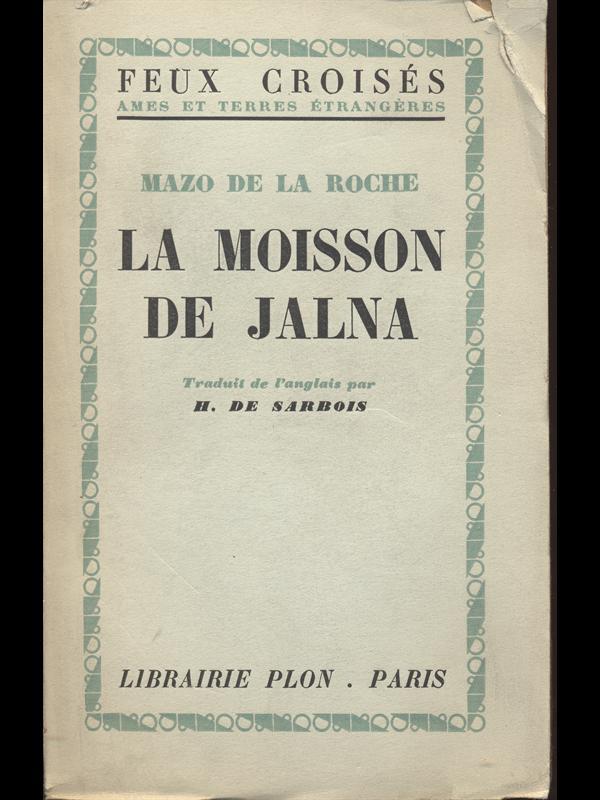 FEUX CROISÉS
AMES ET TERRES ÉTRANGÈRES
MAZO DE LA ROCHE
LA MOISSON
DE JALNA
Traduit de l'anglais par
H. DE SARBOIS
LIBRAIRIE PLON . PARIS